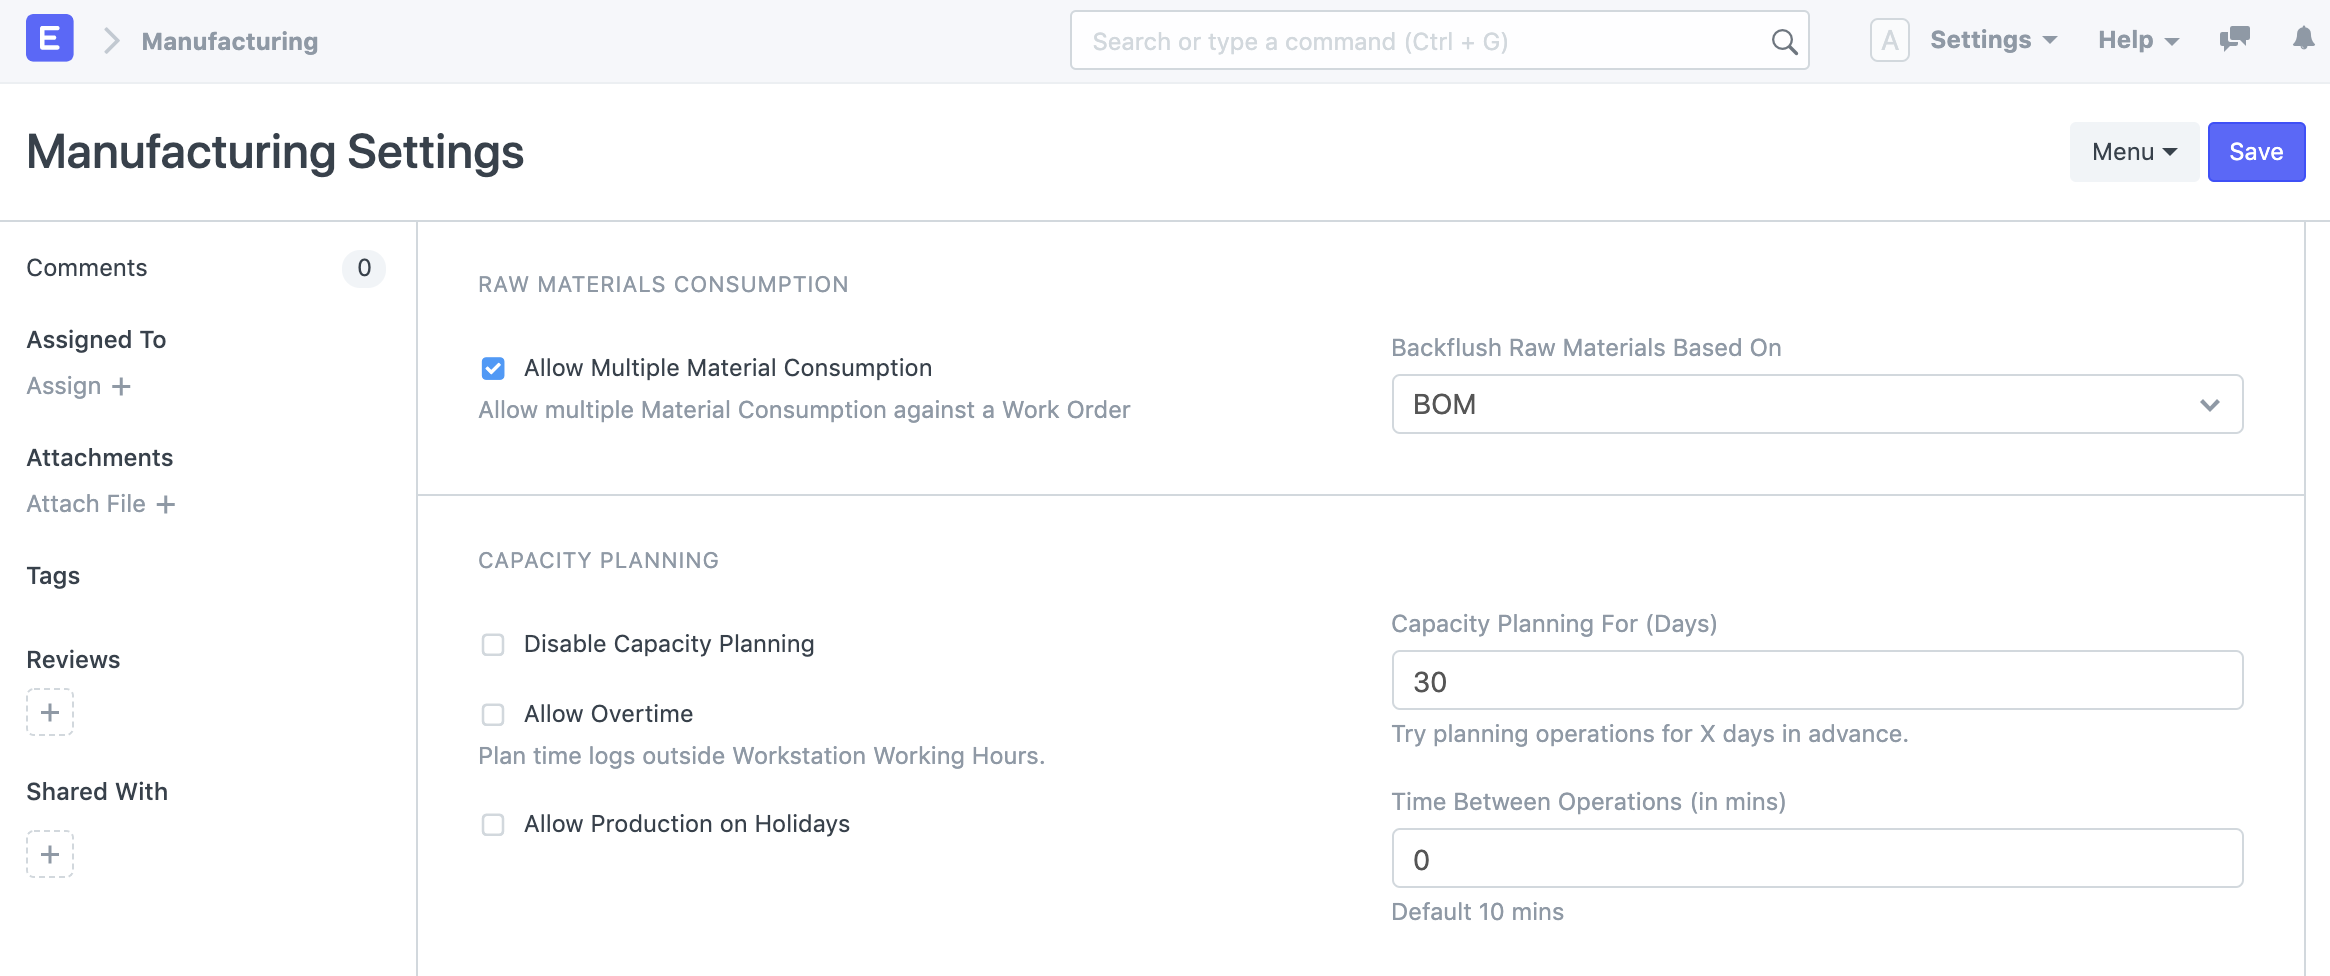 E
Manufacturing
Search or type a command (Ctrl + G)
A
Settings
Help
Manufacturing Settings
Menu
Save
Comments
0
Assigned To
Assign +
Attachments
Attach File +
Tags
Reviews
+
Shared With
+
RAW MATERIALS CONSUMPTION
Allow Multiple Material Consumption
Allow multiple Material Consumption against a Work Order
Backflush Raw Materials Based On
BOM
CAPACITY PLANNING
Disable Capacity Planning
Allow Overtime
Plan time logs outside Workstation Working Hours.
Allow Production on Holidays
Capacity Planning For (Days)
30
Try planning operations for X days in advance.
Time Between Operations (in mins)
0
Default 10 mins